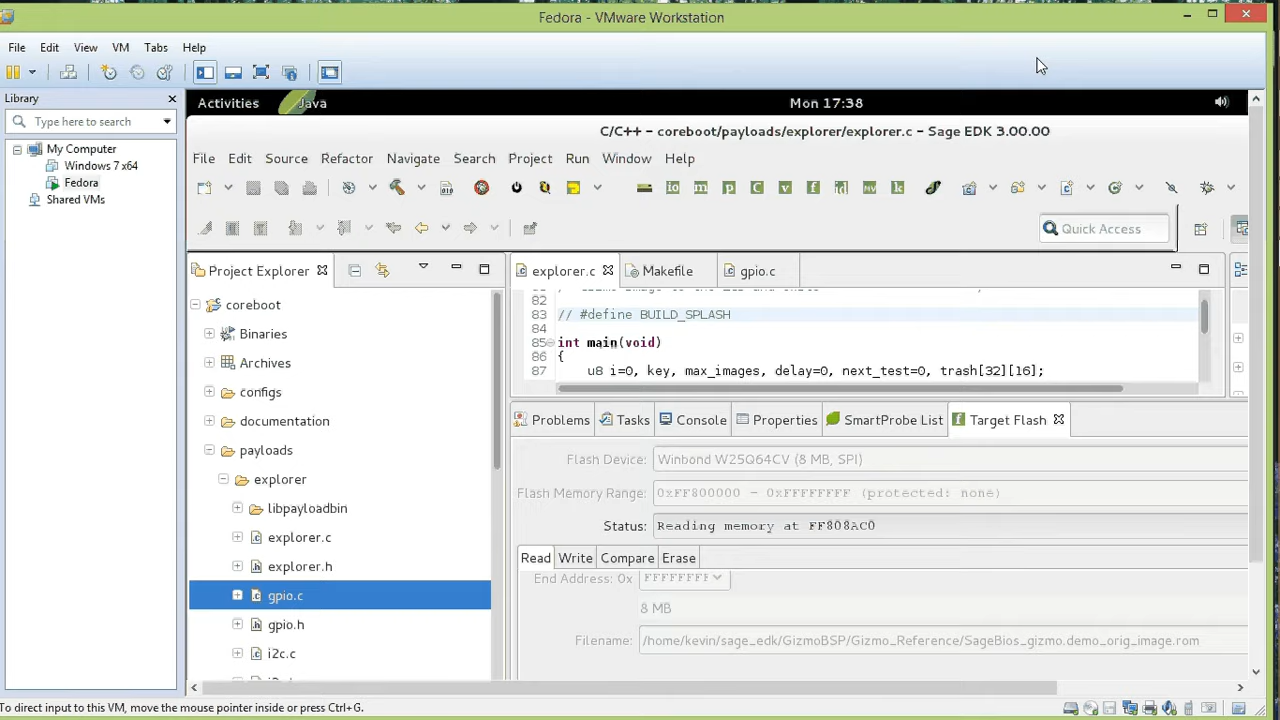 Fedora - VMware Workstation
File Edit View VM Tabs Help
Library
Type here to search
My Computer
Windows 7 x64
Fedora
Shared VMs
Activities Java Mon 17:38
C/C++ - coreboot/payloads/explorer/explorer.c - Sage EDK 3.00.00
File Edit Source Refactor Navigate Search Project Run Window Help
Quick Access
Project Explorer
coreboot
Binaries
Archives
configs
documentation
payloads
explorer
libpayloadbin
explorer.c
explorer.h
gpio.c
gpio.h
i2c.c
explorer.c Makefile gpio.c
82
83 // #define BUILD_SPLASH
84
85 int main(void)
86 {
87 u8 i=0, key, max_images, delay=0, next_test=0, trash[32][16];
Problems Tasks Console Properties SmartProbe List Target Flash
Flash Device: Winbond W25Q64CV (8 MB, SPI)
Flash Memory Range: 0xFF800000 - 0xFFFFFFFF (protected: none)
Status: Reading memory at FF808AC0
Read Write Compare Erase
End Address: 0x FFFFFFFF
8 MB
Filename: /home/kevin/sage_edk/GizmoBSP/Gizmo_Reference/SageBios_gizmo.demo_orig_image.rom
To direct input to this VM, move the mouse pointer inside or press Ctrl+G.